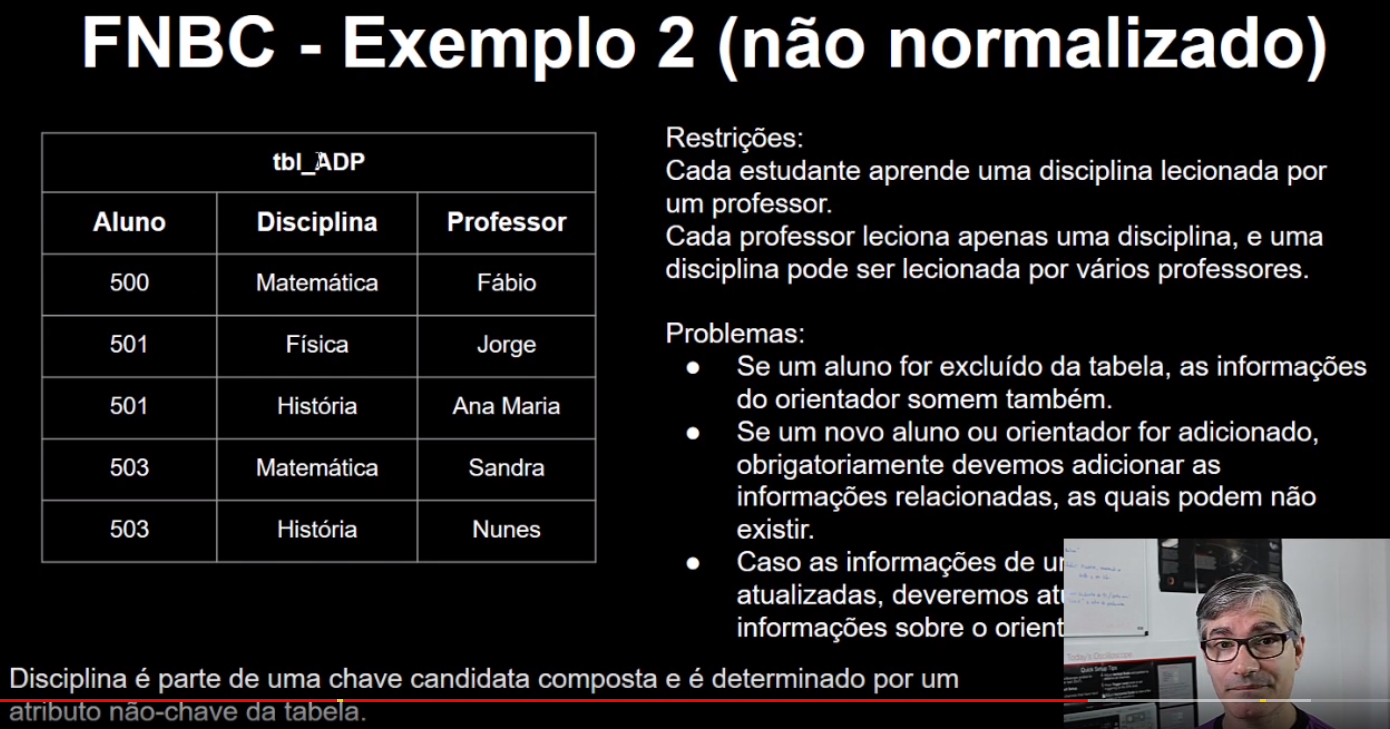 FNBC - Exemplo 2 (não normalizado)
tbl_ADP
Aluno Disciplina Professor
500 Matemática Fábio
501 Física Jorge
501 História Ana Maria
503 Matemática Sandra
503 História Nunes
Restrições:
Cada estudante aprende uma disciplina lecionada por
um professor.
Cada professor leciona apenas uma disciplina, e uma
disciplina pode ser lecionada por vários professores.
Problemas:
● Se um aluno for excluído da tabela, as informações
do orientador somem também.
● Se um novo aluno ou orientador for adicionado,
obrigatoriamente devemos adicionar as
informações relacionadas, as quais podem não
existir.
● Caso as informações de
atualizadas, deveremos
informações sobre o
Disciplina é parte de uma chave candidata composta e é determinado por um
atributo não-chave da tabela.
Quick Setup Tips